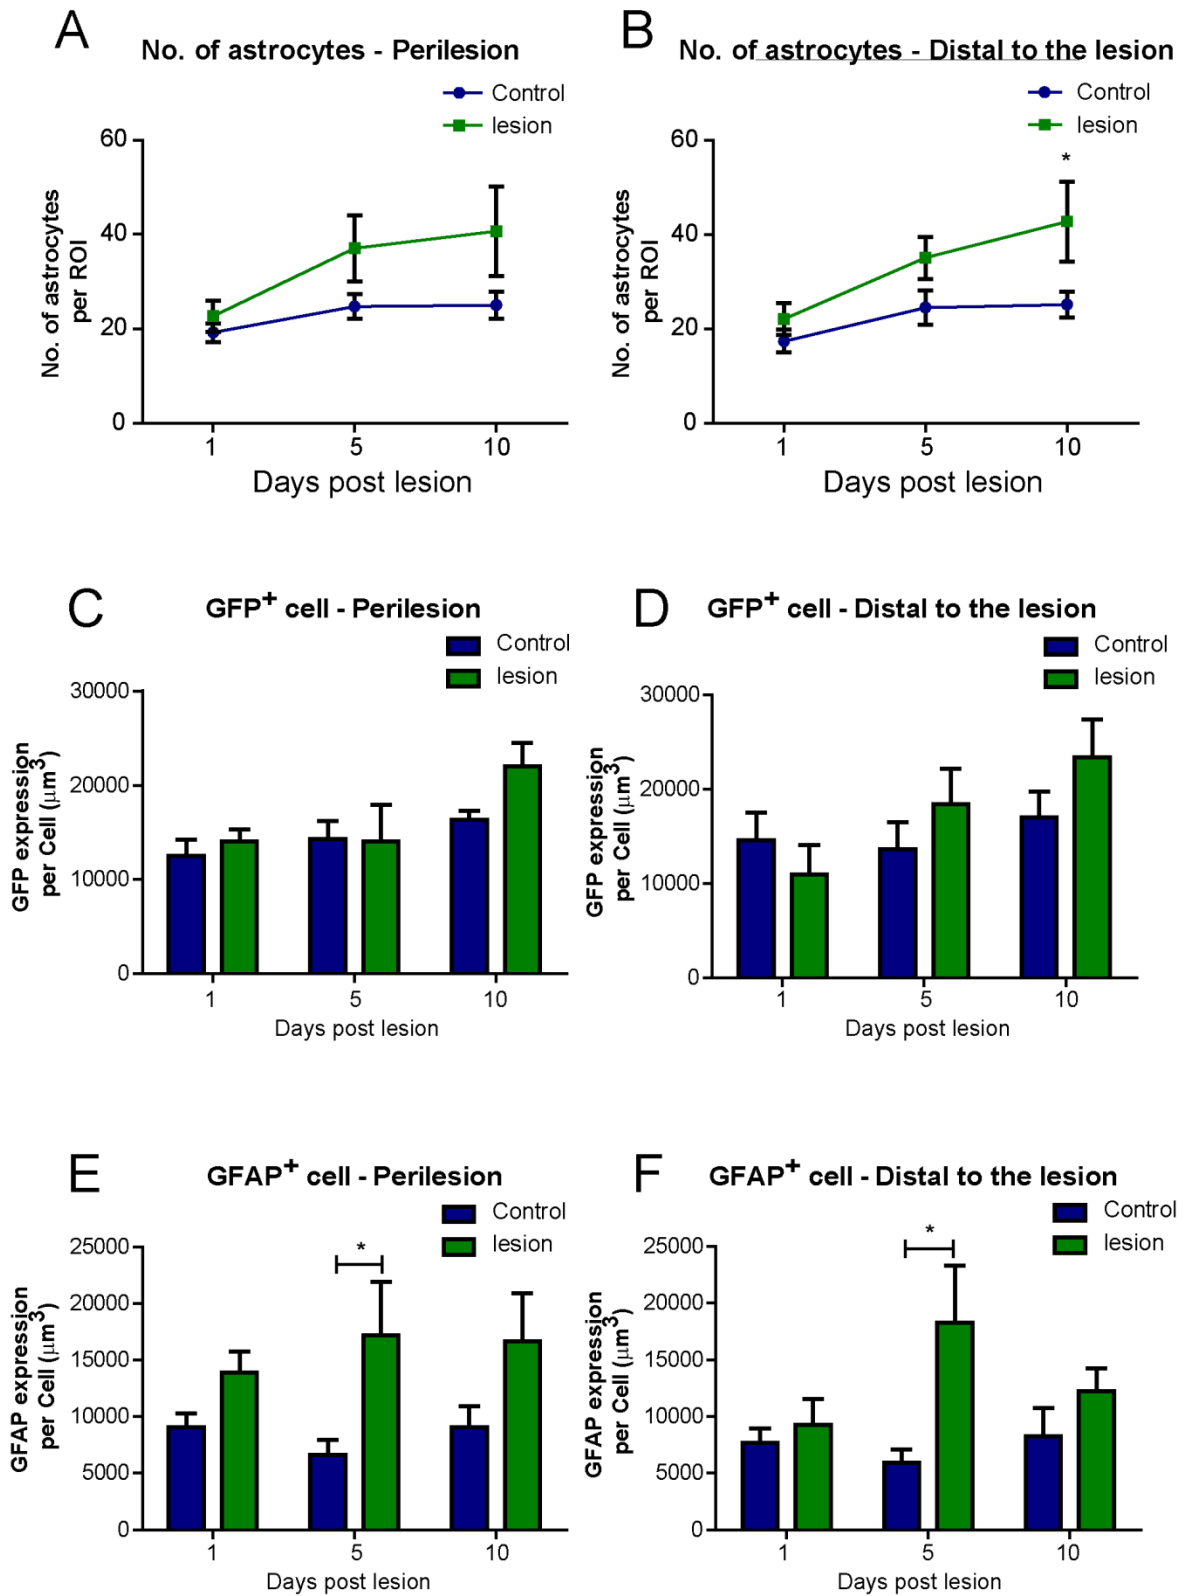 A
No. of astrocytes - Perilesion
Control
lesion
60
40
20
0
No. of astrocytes
per ROI
1 5 10
Days post lesion
B
No. of astrocytes - Distal to the lesion
Control
lesion
60
40
20
0
*
No. of astrocytes
per ROI
1 5 10
Days post lesion
C
GFP+ cell - Perilesion
Control
lesion
30000
20000
10000
0
GFP expression
per Cell (μm3)
1 5 10
Days post lesion
D
GFP+ cell - Distal to the lesion
Control
lesion
30000
20000
10000
0
GFP expression
per Cell (μm3)
1 5 10
Days post lesion
E
GFAP+ cell - Perilesion
Control
lesion
25000
20000
15000
10000
5000
0
*
GFAP expression
per Cell (μm3)
1 5 10
Days post lesion
F
GFAP+ cell - Distal to the lesion
Control
lesion
25000
20000
15000
10000
5000
0
*
GFAP expression
per Cell (μm3)
1 5 10
Days post lesion